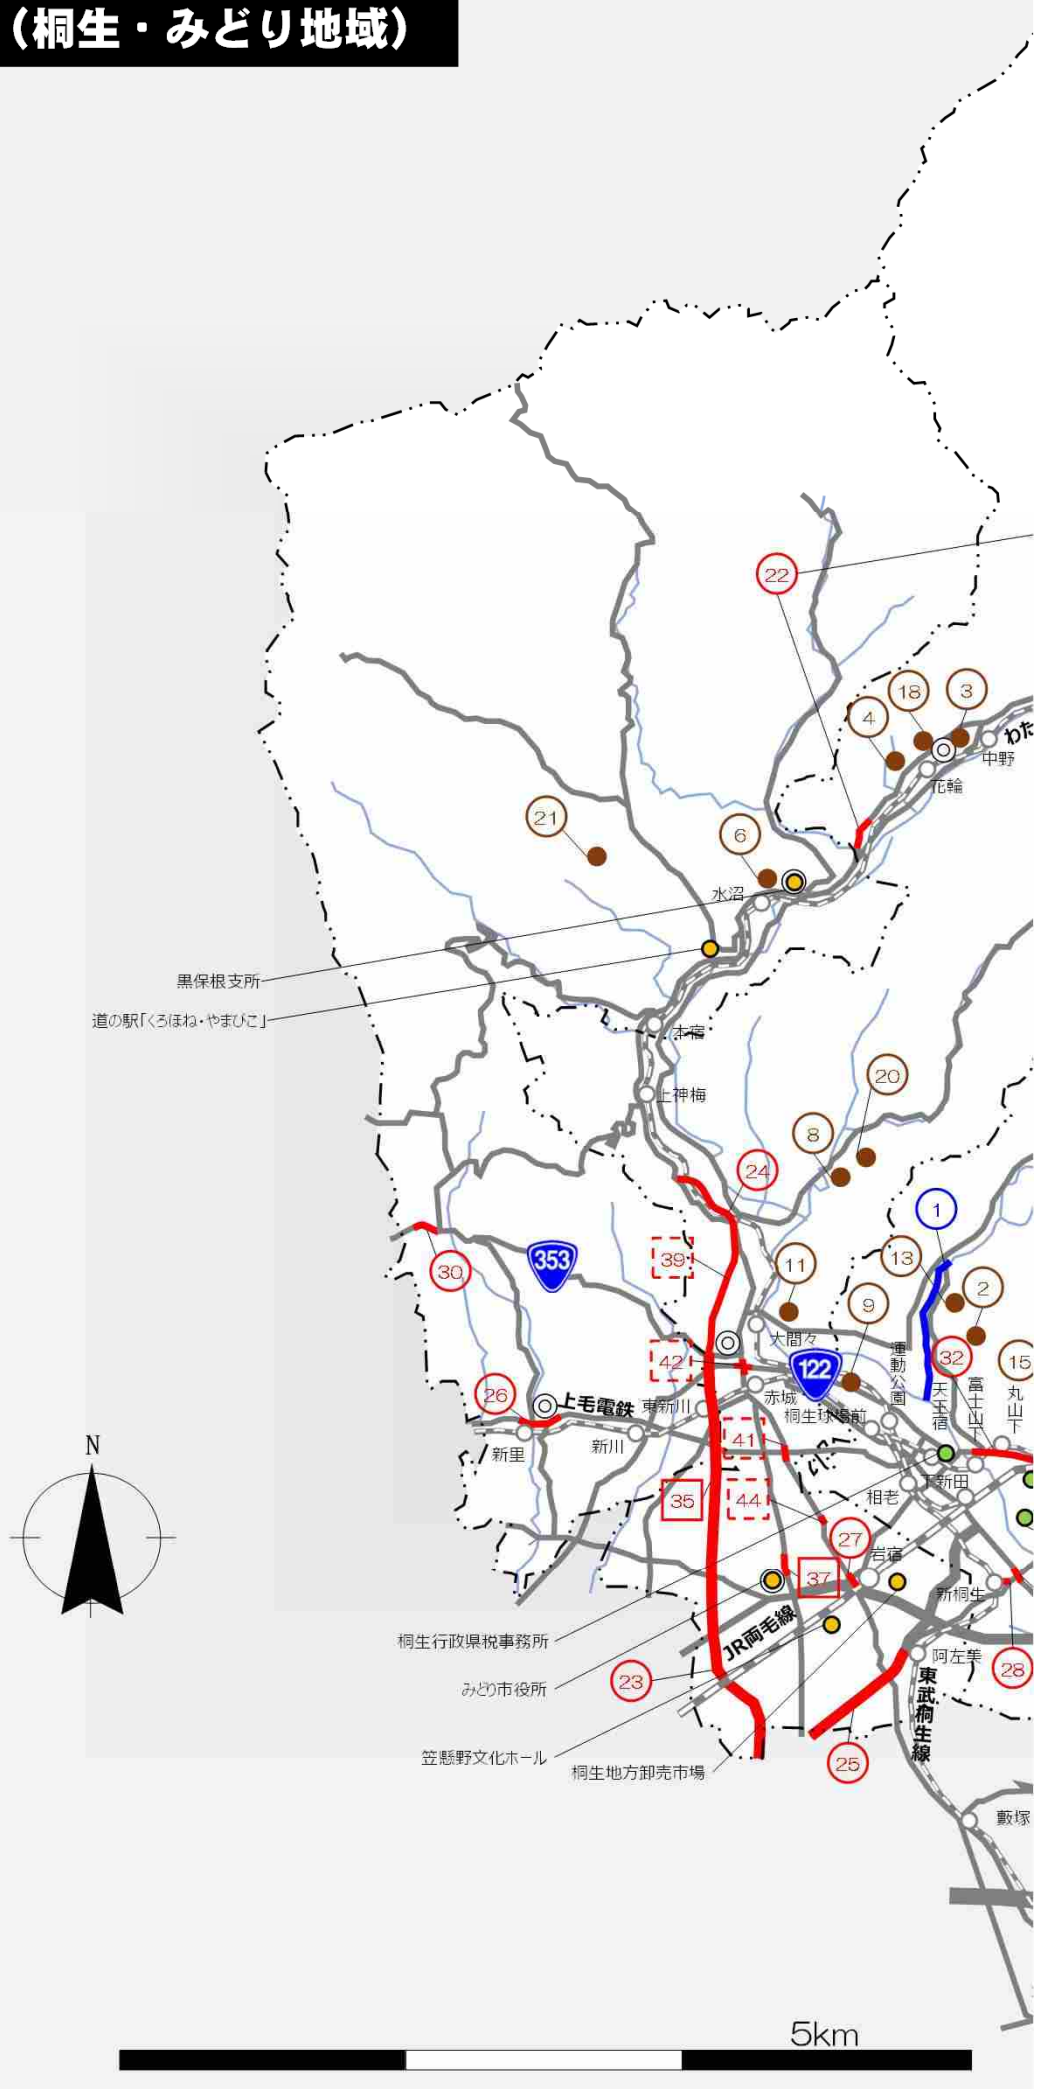 （桐生・みどり地域）
22
18
3
4
わた
中野
花輪
21
6
水沼
黒保根支所
道の駅「くろほね・やまびこ」
本宿
上神梅
20
8
24
1
39
353
30
11
13
2
9
大間々
運動公園
42
122
32
15
26
上毛電鉄
東新川
赤城
桐生球場前
天王宿
富士山下
丸山下
新里
新川
41
下新田
相老
35
44
27
岩宿
37
新桐生
桐生行政県税事務所
JR両毛線
阿左美
みどり市役所
23
28
東武桐生線
笠懸野文化ホール
桐生地方卸売市場
25
藪塚
N
5km